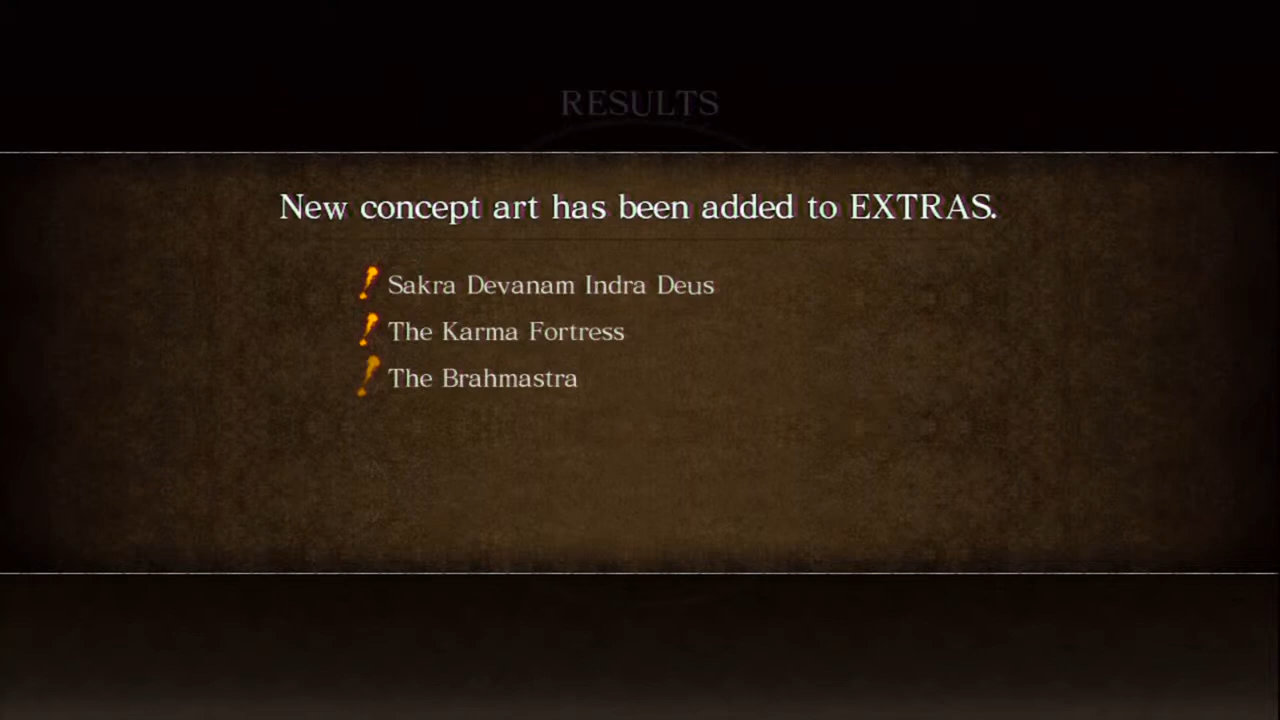 RESULTS
New concept art has been added to EXTRAS.
Sakra Devanam Indra Deus
The Karma Fortress
The Brahmastra